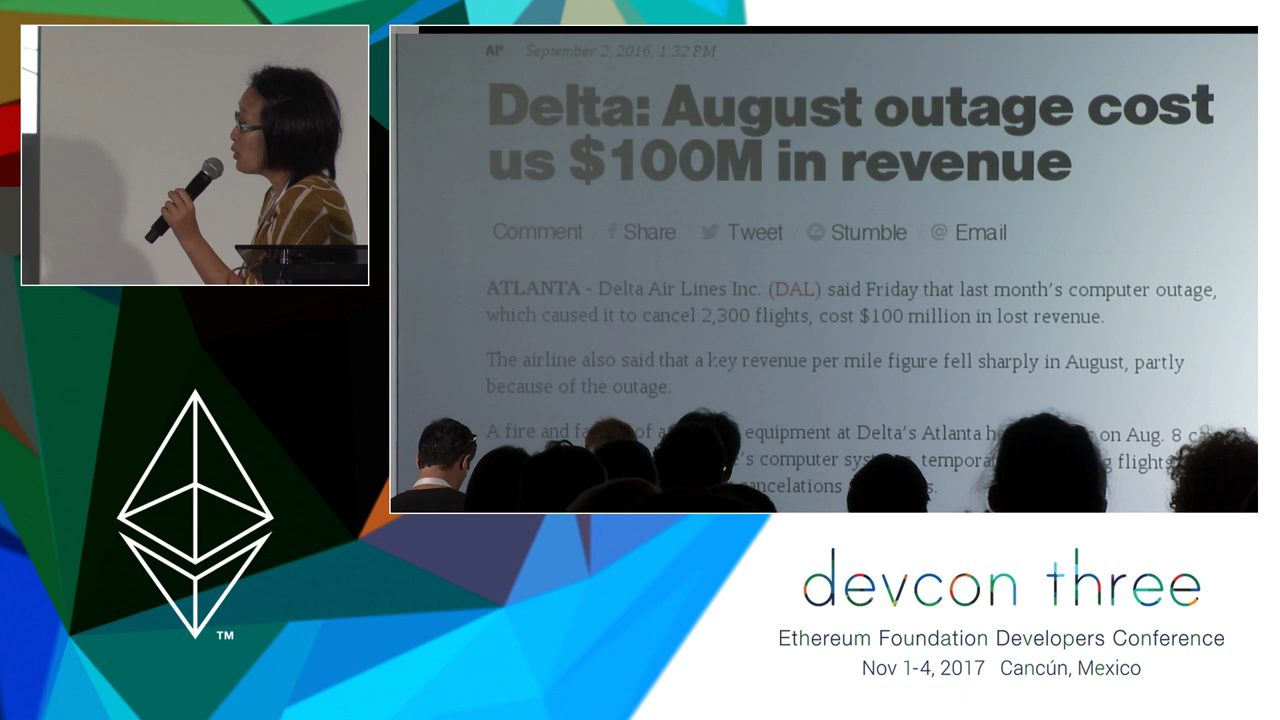 AP September 2, 2016, 1:32 PM
Delta: August outage cost
us $100M in revenue
Comment Share Tweet Stumble @ Email
ATLANTA - Delta Air Lines Inc. (DAL) said Friday that last month's computer outage,
which caused it to cancel 2,300 flights, cost $100 million in lost revenue.
The airline also said that a key revenue per mile figure fell sharply in August, partly
because of the outage.
A fire and of equipment at Delta's Atlanta on Aug. 8
's computer flight
ancelations
TM
devcon three
Ethereum Foundation Developers Conference
Nov 1-4, 2017 Cancún, Mexico